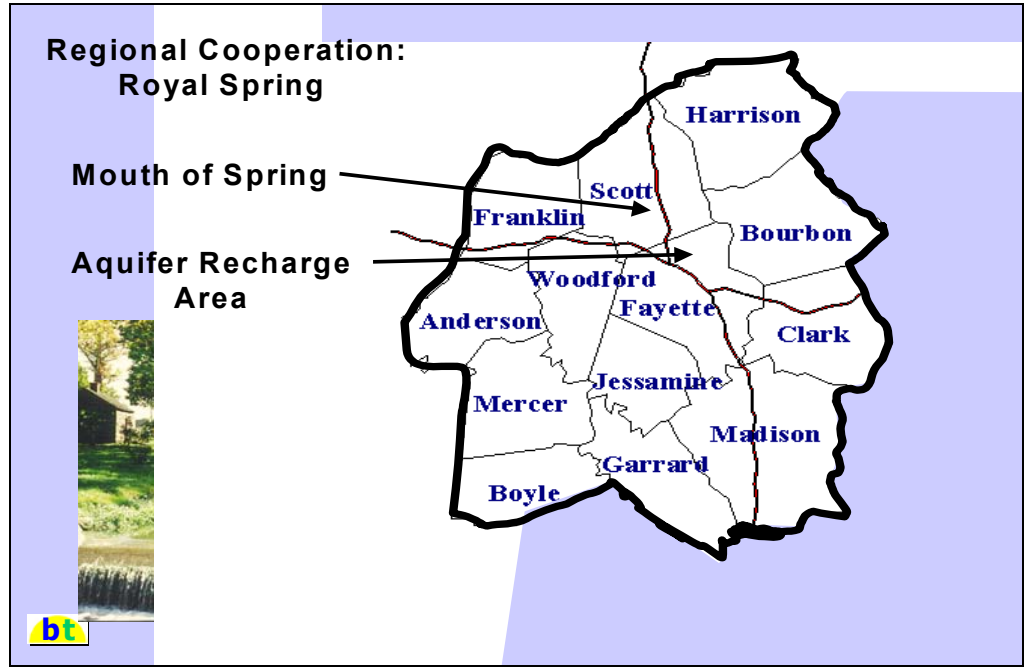 Regional Cooperation:
Royal Spring
Mouth of Spring
Aquifer Recharge
Area
Harrison
Scott
Franklin
Bourbon
Woodford
Fayette
Anderson
Clark
Jessamine
Mercer
Madison
Garrard
Boyle
bt